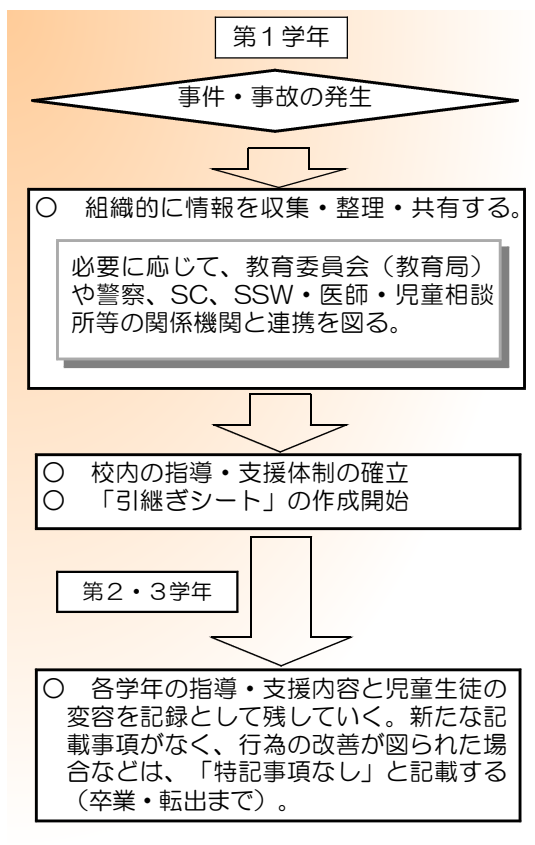 第1学年
事件・事故の発生
○　組織的に情報を収集・整理・共有する。
必要に応じて、教育委員会（教育局）
や警察、SC、SSW・医師・児童相談
所等の関係機関と連携を図る。
○　校内の指導・支援体制の確立
○　「引継ぎシート」の作成開始
第2・3学年
○　各学年の指導・支援内容と児童生徒の
変容を記録として残していく。新たな記
載事項がなく、行為の改善が図られた場
合などは、「特記事項なし」と記載する
（卒業・転出まで）。